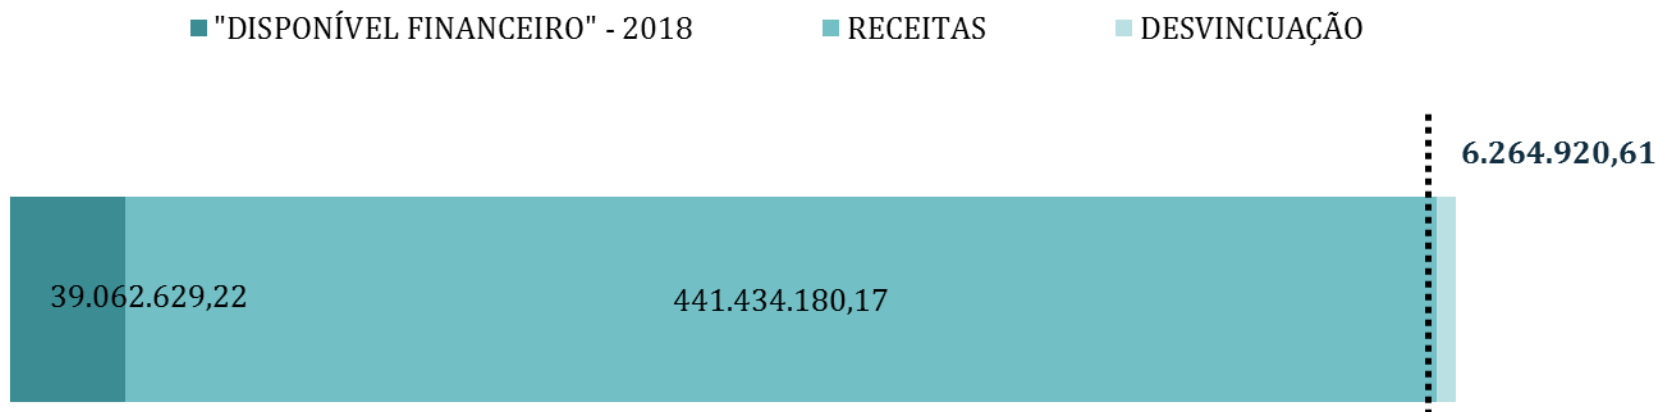 "DISPONÍVEL FINANCEIRO" - 2018 RECEITAS DESVINCUAÇÃO
6.264.920,61
39.062.629,22 441.434.180,17